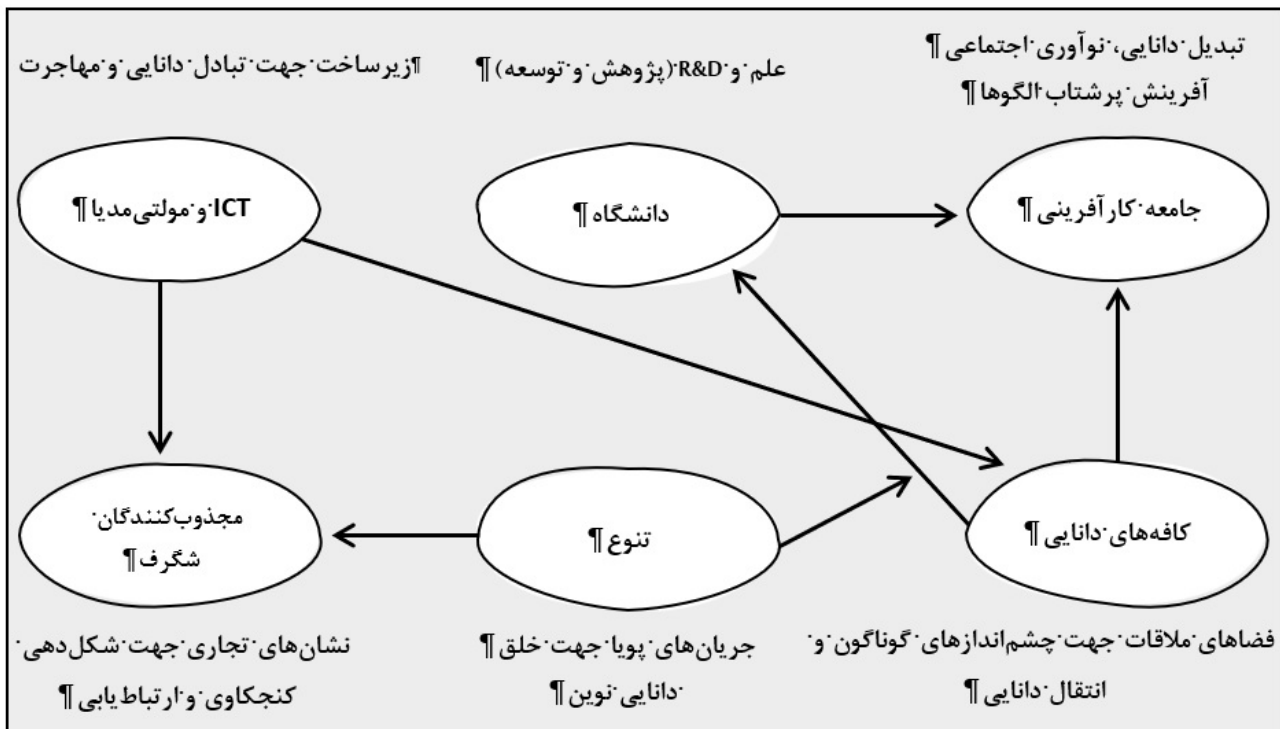 تبدیل دانایی، نوآوری اجتماعی¶
آفرینش پرشتاب الگوها¶
علم و R&D (پژوهش و توسعه)¶
زیرساخت جهت تبادل دانایی و مهاجرت¶
جامعه کارآفرینی¶
دانشگاه¶
ICT و مولتی‌مدیا¶
کافه‌های دانایی¶
تنوع¶
مجذوب‌کنندگان
شگرف¶
فضاهای ملاقات جهت چشم‌اندازهای گوناگون و
انتقال دانایی¶
جریان‌های پویا جهت خلق¶
دانایی نوین¶
نشان‌های تجاری جهت شکل‌دهی
کنجکاوی و ارتباط‌یابی¶